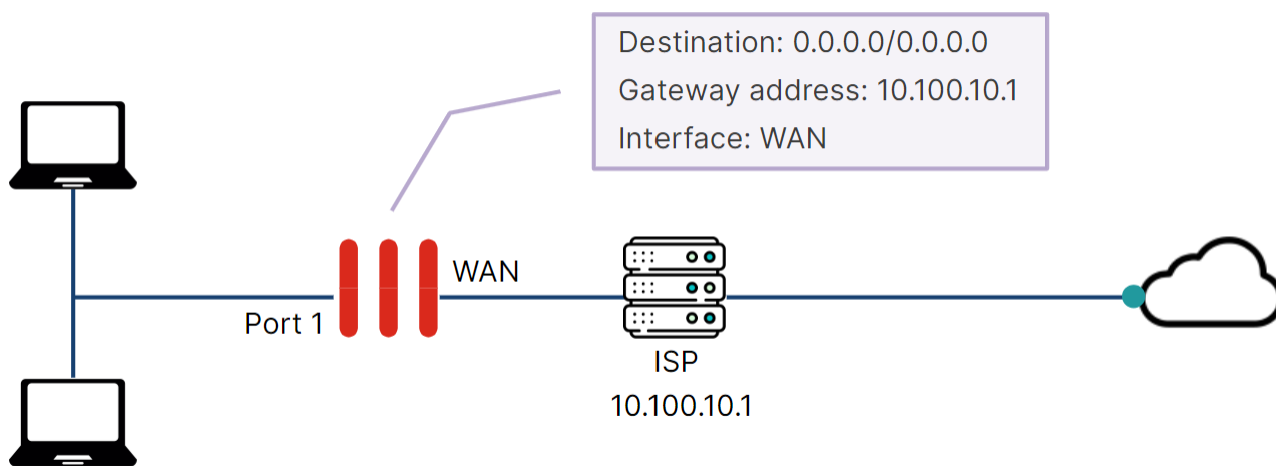 Destination: 0.0.0.0/0.0.0.0
Gateway address: 10.100.10.1
Interface: WAN
WAN
Port 1
ISP
10.100.10.1